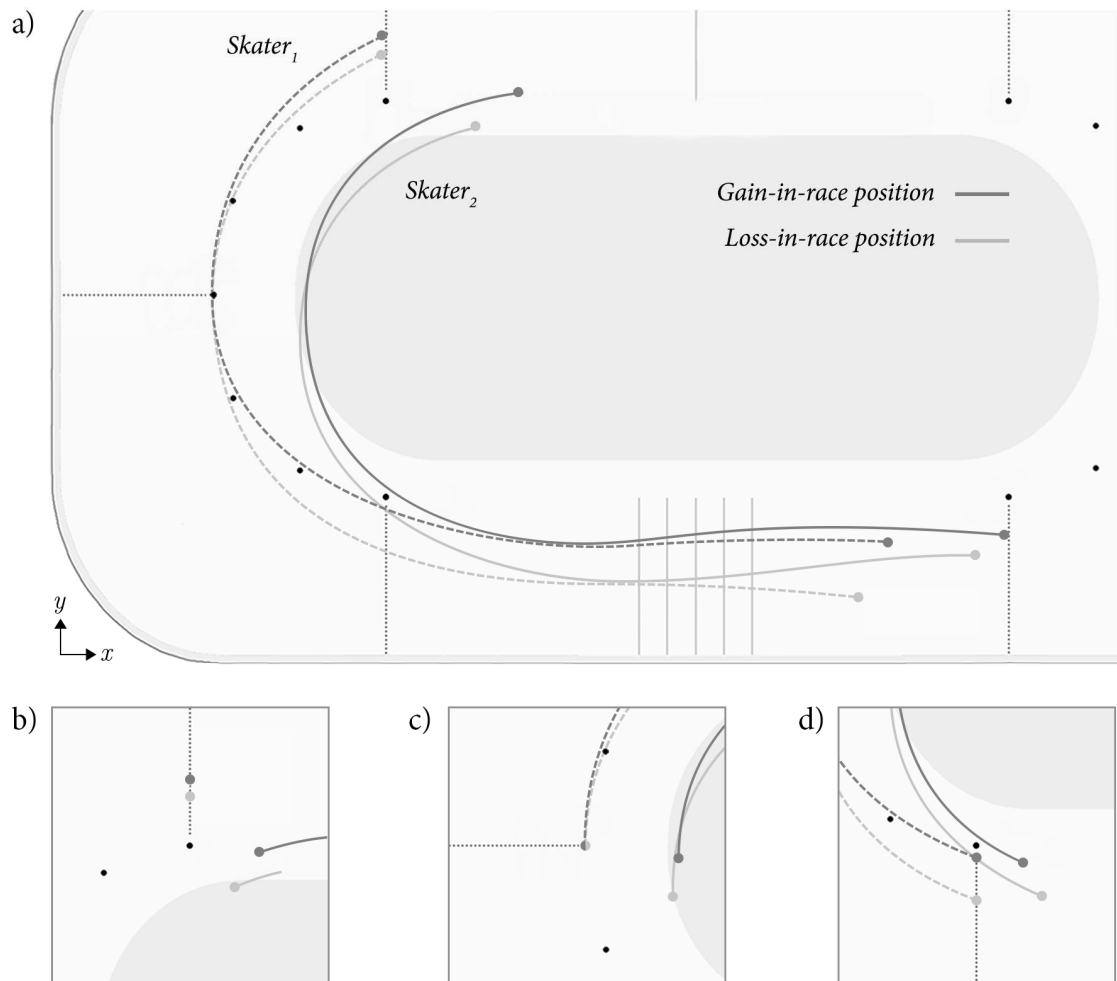 a)
Skater₁
Skater₂
Gain-in-race position
Loss-in-race position
y
x
b)
c)
d)